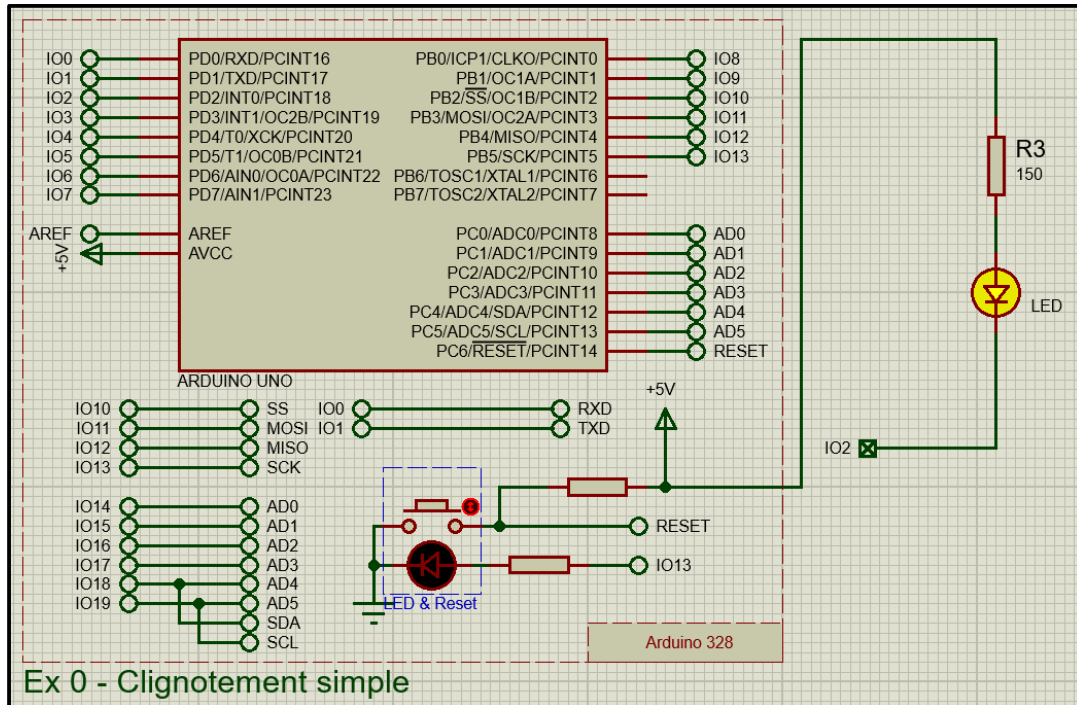 IO0 PD0/RXD/PCINT16 PB0/ICP1/CLKO/PCINT0 IO8
IO1 PD1/TXD/PCINT17 PB1/OC1A/PCINT1 IO9
IO2 PD2/INT0/PCINT18 PB2/SS/OC1B/PCINT2 IO10
IO3 PD3/INT1/OC2B/PCINT19 PB3/MOSI/OC2A/PCINT3 IO11
IO4 PD4/T0/XCK/PCINT20 PB4/MISO/PCINT4 IO12
IO5 PD5/T1/OC0B/PCINT21 PB5/SCK/PCINT5 IO13
IO6 PD6/AIN0/OC0A/PCINT22 PB6/TOSC1/XTAL1/PCINT6
IO7 PD7/AIN1/PCINT23 PB7/TOSC2/XTAL2/PCINT7
R3
150
AREF AREF PC0/ADC0/PCINT8 AD0
+5V AVCC PC1/ADC1/PCINT9 AD1
PC2/ADC2/PCINT10 AD2
PC3/ADC3/PCINT11 AD3
PC4/ADC4/SDA/PCINT12 AD4
PC5/ADC5/SCL/PCINT13 AD5
PC6/RESET/PCINT14 RESET
LED
ARDUINO UNO
+5V
IO10 SS IO0 RXD
IO11 MOSI IO1 TXD
IO12 MISO
IO13 SCK
IO2
IO14 AD0
IO15 AD1
IO16 AD2
IO17 AD3
IO18 AD4
IO19 AD5
SDA
SCL
RESET
IO13
LED & Reset
Arduino 328
Ex 0 - Clignotement simple